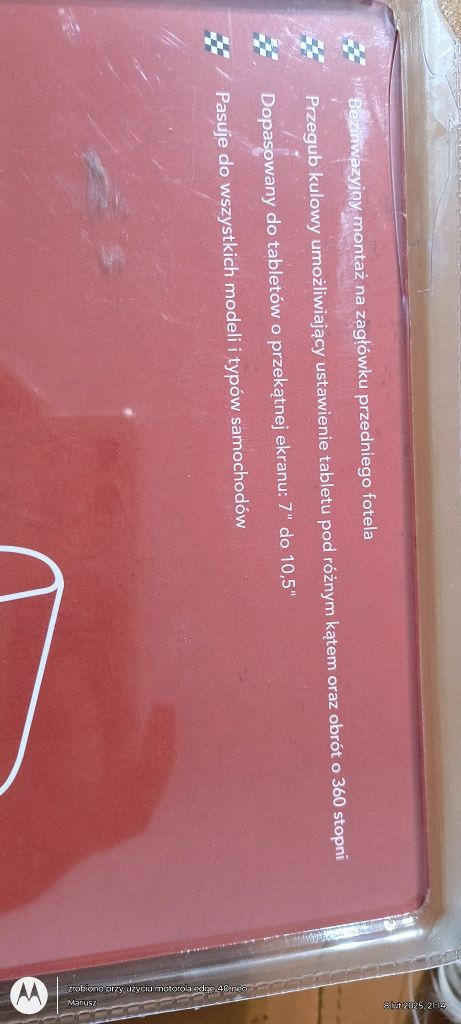 Bezinwazyjny montaż na zagłówku przedniego fotela
Przegub kulowy umożliwiający ustawienie tabletu pod różnym kątem oraz obrót o 360 stopni
Dopasowany do tabletów o przekątnej ekranu: 7" do 10,5"
Pasuje do wszystkich modeli i typów samochodów
zrobiono przy użyciu motorola edge 40 neo
Mariusz
8 lut 2025, 21:14